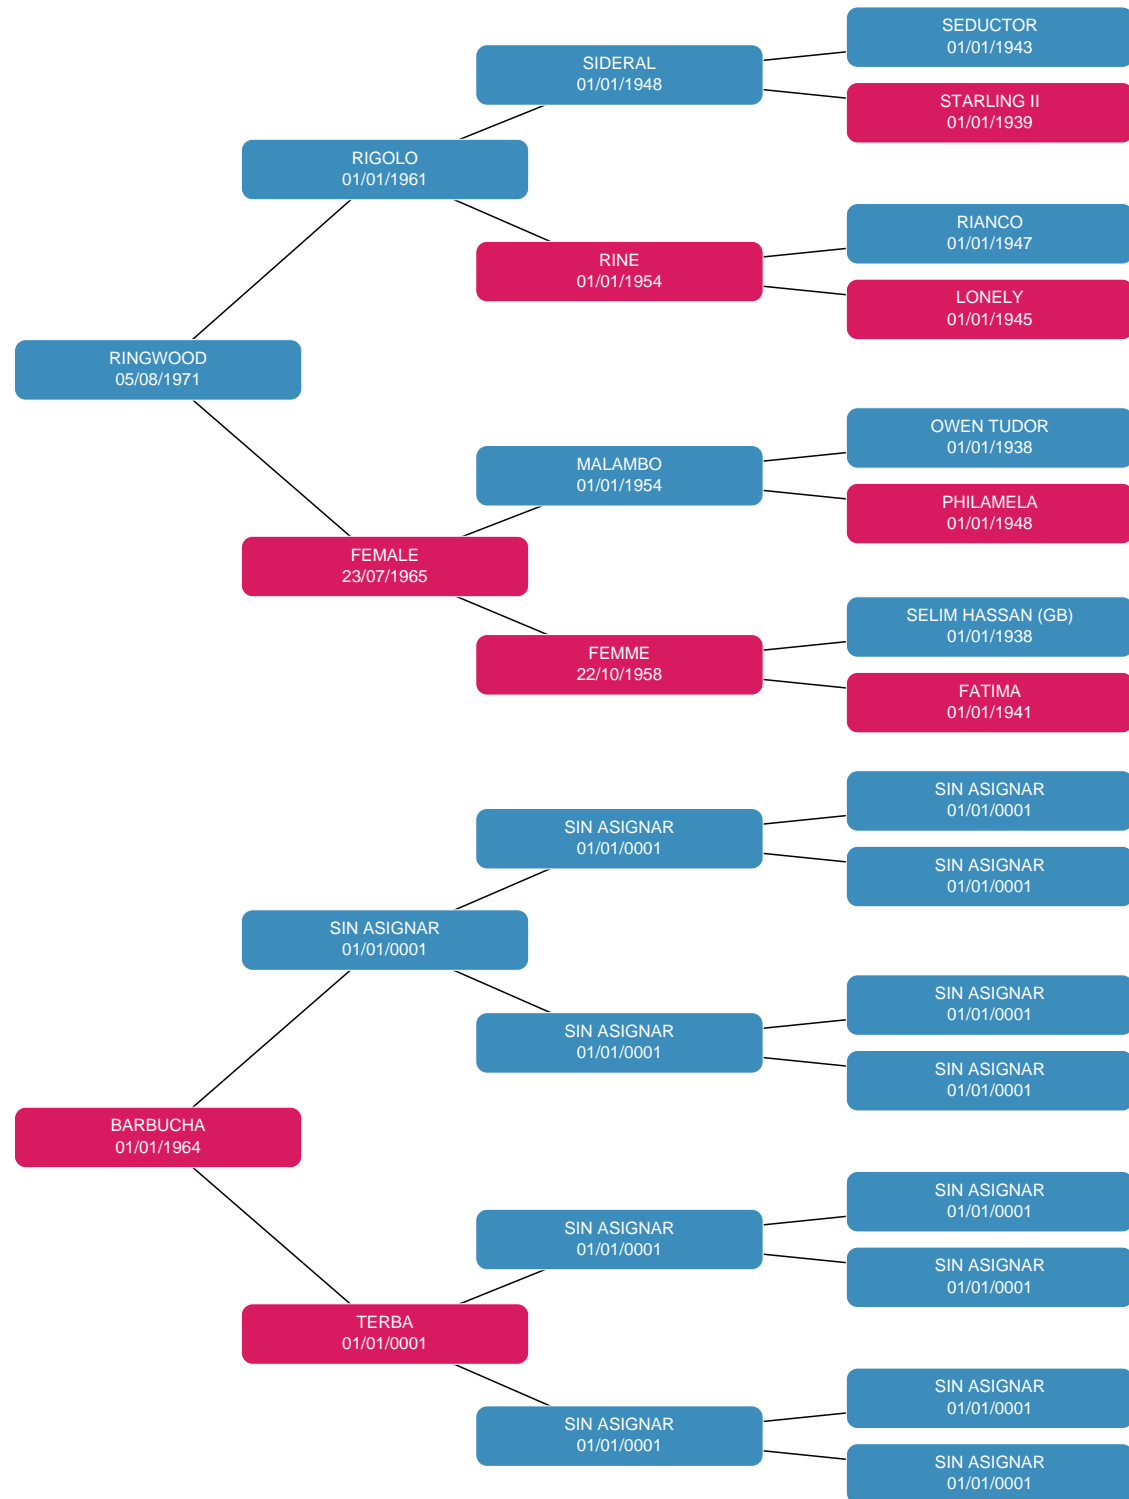 SEDUCTOR
01/01/1943
SIDERAL
01/01/1948
STARLING II
01/01/1939
RIGOLO
01/01/1961
RIANCO
01/01/1947
RINE
01/01/1954
LONELY
01/01/1945
RINGWOOD
05/08/1971
OWEN TUDOR
01/01/1938
MALAMBO
01/01/1954
PHILAMELA
01/01/1948
FEMALE
23/07/1965
SELIM HASSAN (GB)
01/01/1938
FEMME
22/10/1958
FATIMA
01/01/1941
SIN ASIGNAR
01/01/0001
SIN ASIGNAR
01/01/0001
SIN ASIGNAR
01/01/0001
SIN ASIGNAR
01/01/0001
SIN ASIGNAR
01/01/0001
SIN ASIGNAR
01/01/0001
SIN ASIGNAR
01/01/0001
BARBUCHA
01/01/1964
SIN ASIGNAR
01/01/0001
SIN ASIGNAR
01/01/0001
SIN ASIGNAR
01/01/0001
TERBA
01/01/0001
SIN ASIGNAR
01/01/0001
SIN ASIGNAR
01/01/0001
SIN ASIGNAR
01/01/0001